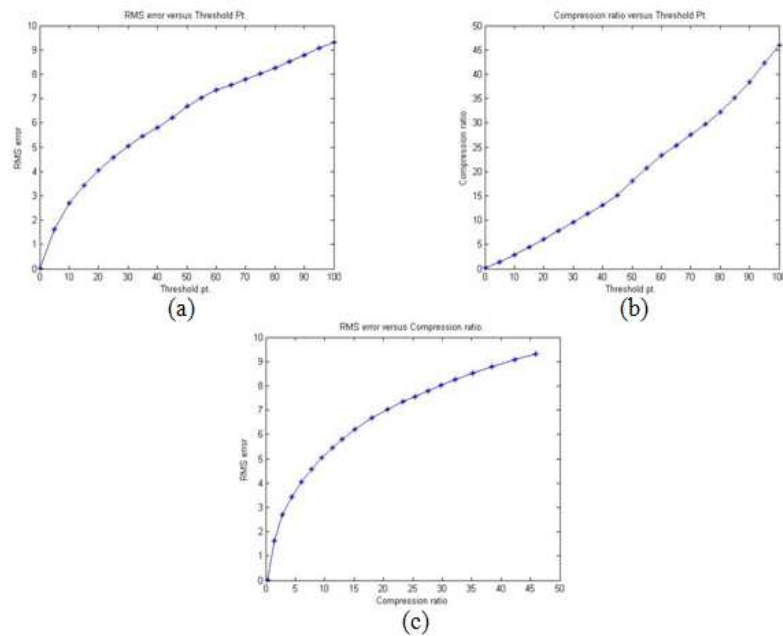 RMS error versus Threshold Pt.
10
9
8
7
6
5
4
3
2
1
0
RMS error
0 10 20 30 40 50 60 70 80 90 100
Threshold pt.
(a)
Compression ratio versus Threshold Pt.
50
45
40
35
30
25
20
15
10
5
0
Compression ratio
0 10 20 30 40 50 60 70 80 90 100
Threshold pt.
(b)
RMS error versus Compression ratio.
10
9
8
7
6
5
4
3
2
1
0
RMS error
0 5 10 15 20 25 30 35 40 45 50
Compression ratio
(c)